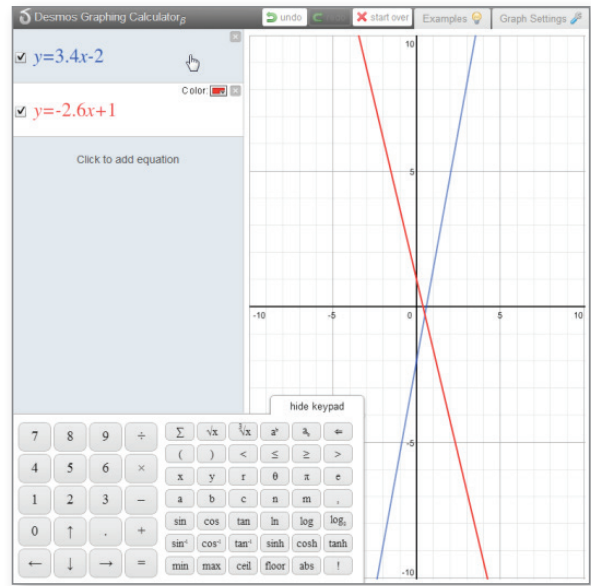 Desmos Graphing Calculatorβ
undo
start over
Examples
Graph Settings
y=3.4x-2
Color:
y=-2.6x+1
Click to add equation
10
5
-10 -5 0 5 10
-5
-10
hide keypad
7 8 9 ÷ Σ √x ∛x aᵇ
4 5 6 × ( ) < ≤ ≥ >
x y r θ π e
1 2 3 − a b c n m ,
0 ↑ . + sin cos tan ln log
← ↓ → = sin⁻¹ cos⁻¹ tan⁻¹ sinh cosh tanh
min max ceil floor abs !